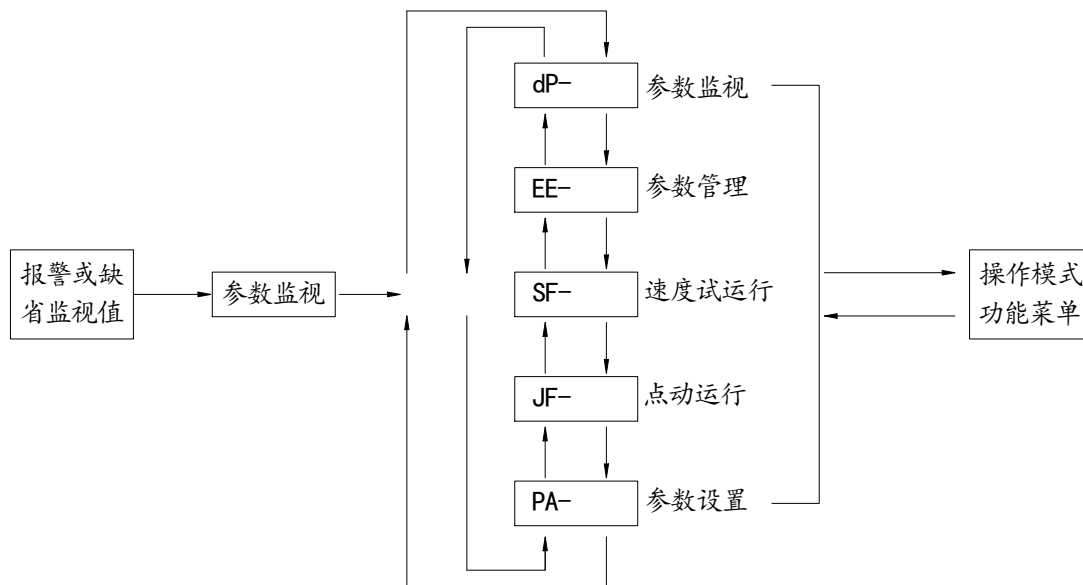 dP-
参数监视
EE-
参数管理
报警或缺
省监视值
参数监视
SF-
速度试运行
操作模式
功能菜单
JF-
点动运行
PA-
参数设置